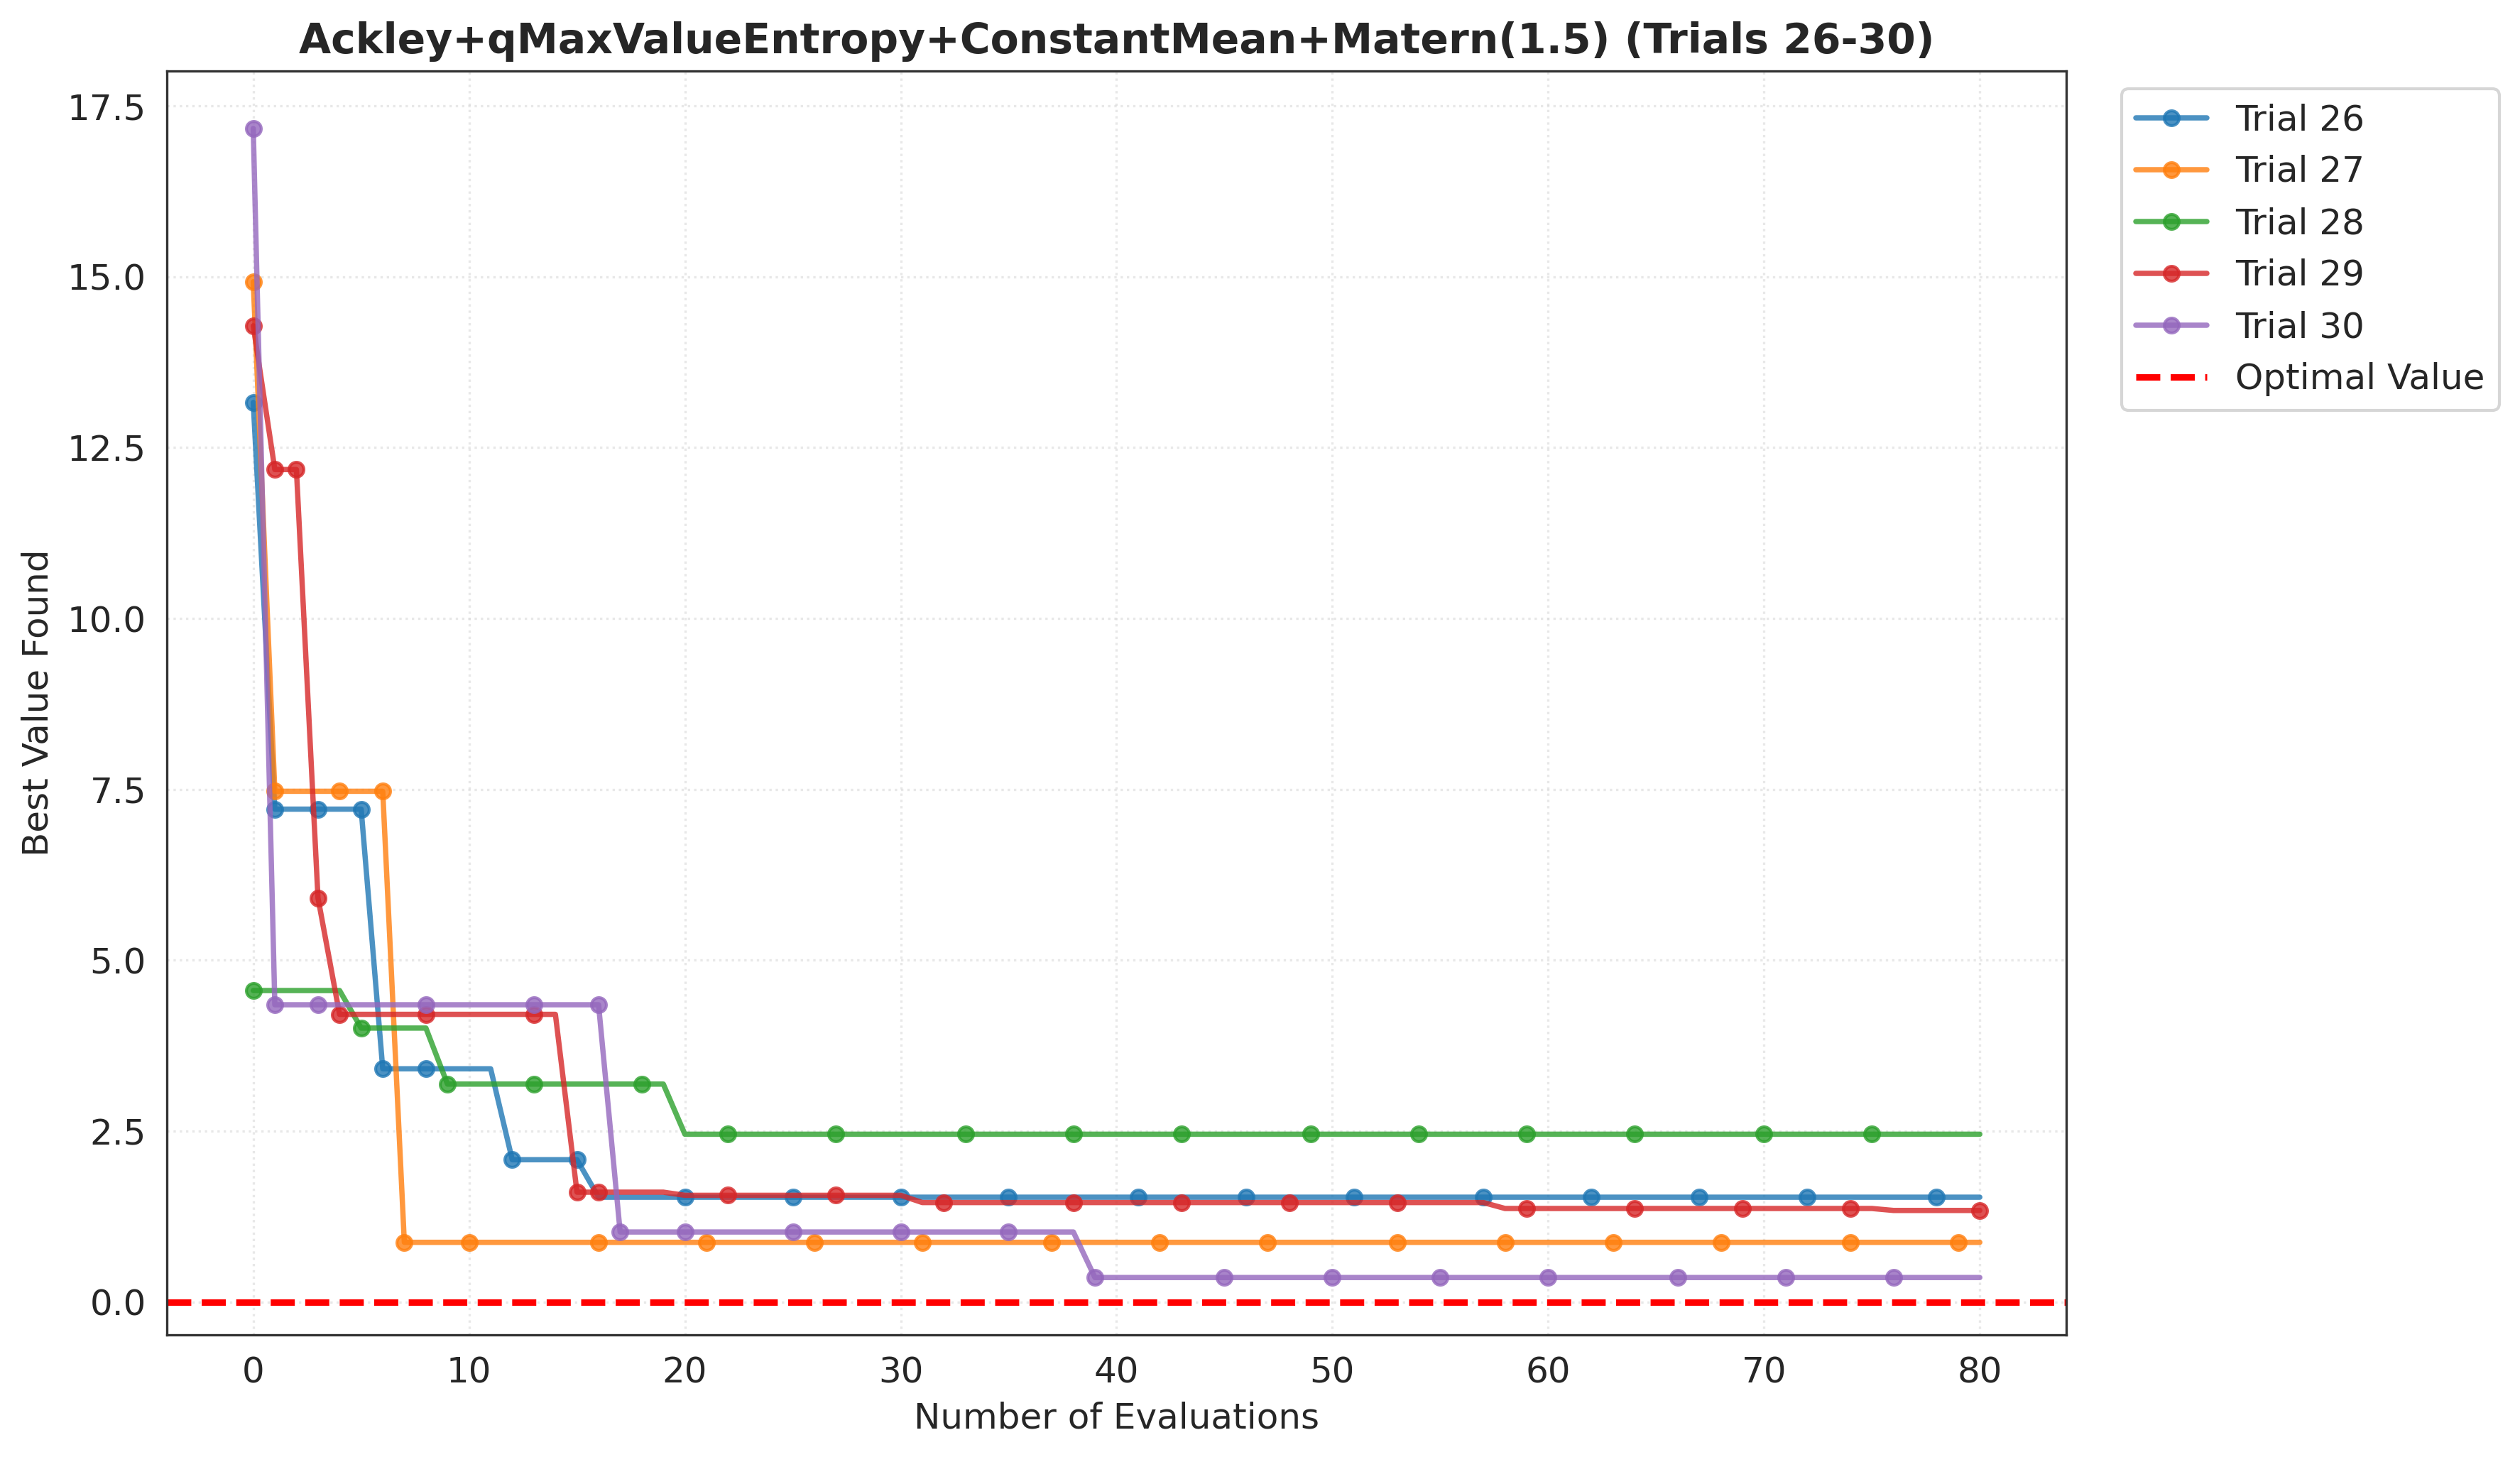 Ackley+qMaxValueEntropy+ConstantMean+Matern(1.5) (Trials 26-30)
Best Value Found
17.5
15.0
12.5
10.0
7.5
5.0
2.5
0.0
0 10 20 30 40 50 60 70 80
Number of Evaluations
Trial 26
Trial 27
Trial 28
Trial 29
Trial 30
Optimal Value